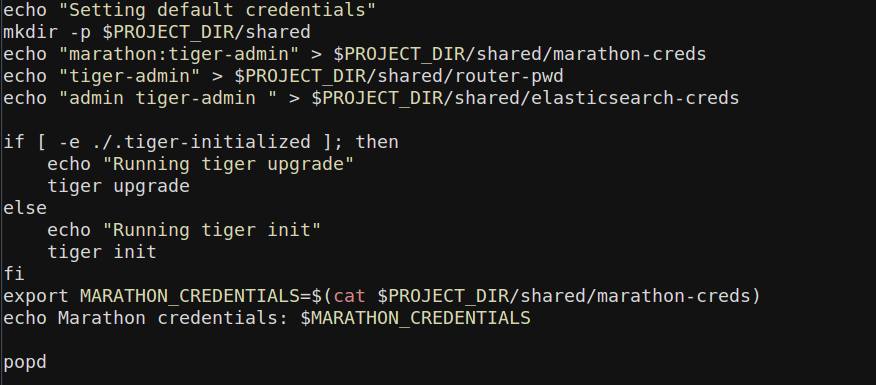 echo "Setting default credentials"
mkdir -p $PROJECT_DIR/shared
echo "marathon:tiger-admin" > $PROJECT_DIR/shared/marathon-creds
echo "tiger-admin" > $PROJECT_DIR/shared/router-pwd
echo "admin tiger-admin " > $PROJECT_DIR/shared/elasticsearch-creds

if [ -e ./.tiger-initialized ]; then
    echo "Running tiger upgrade"
    tiger upgrade
else
    echo "Running tiger init"
    tiger init
fi
export MARATHON_CREDENTIALS=$(cat $PROJECT_DIR/shared/marathon-creds)
echo Marathon credentials: $MARATHON_CREDENTIALS

popd